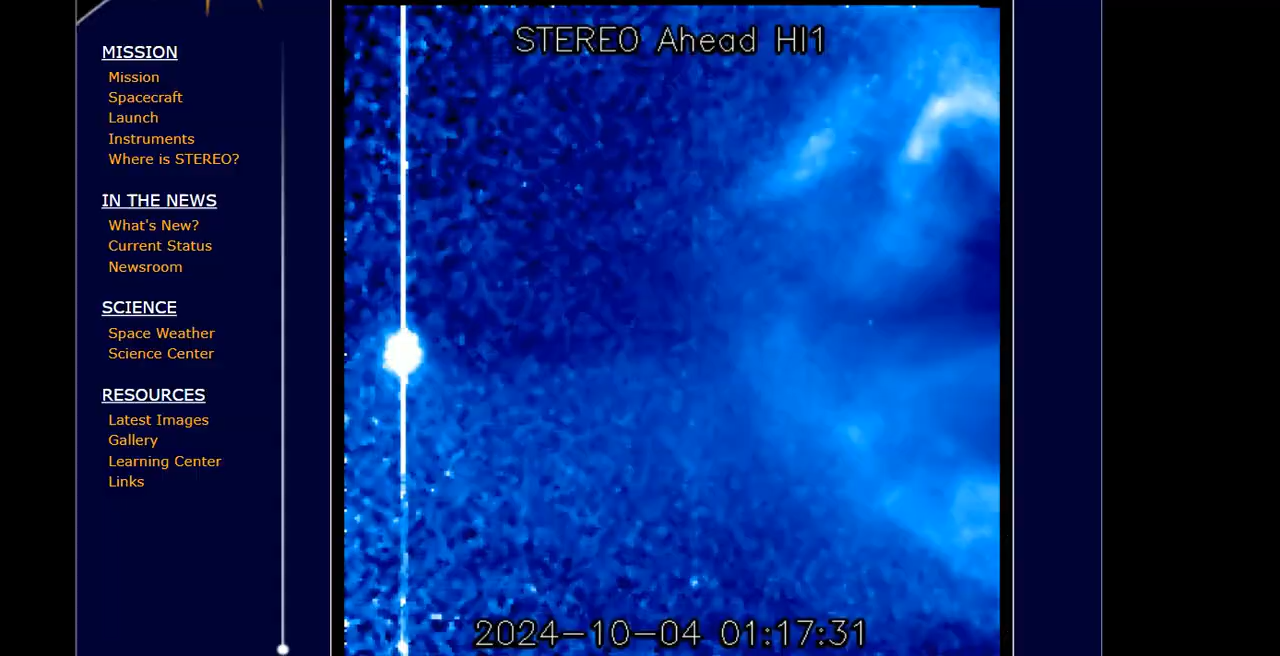 MISSION
Mission
Spacecraft
Launch
Instruments
Where is STEREO?
IN THE NEWS
What's New?
Current Status
Newsroom
SCIENCE
Space Weather
Science Center
RESOURCES
Latest Images
Gallery
Learning Center
Links
STEREO Ahead HI1
2024-10-04 01:17:31